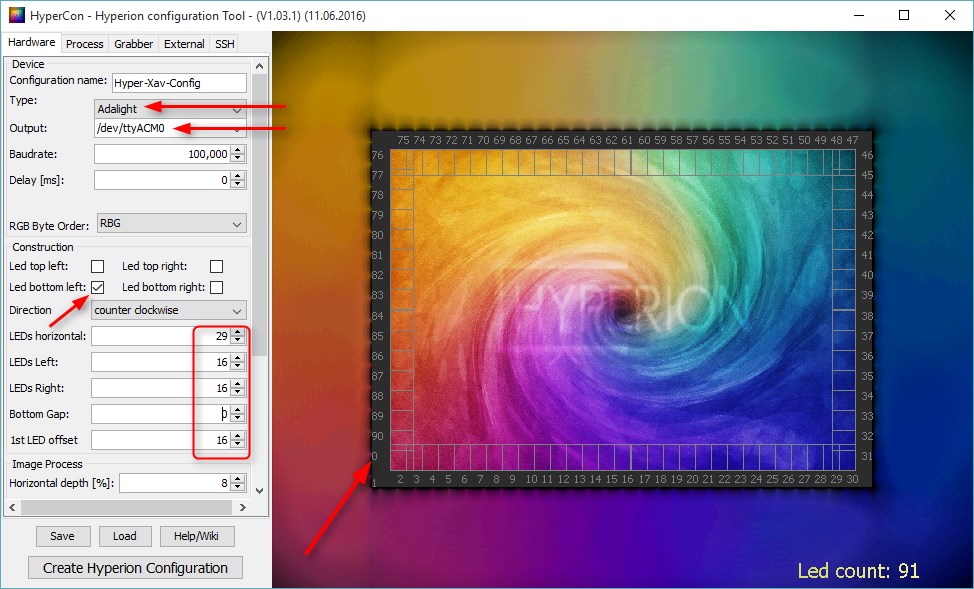 HyperCon - Hyperion configuration Tool - (V1.03.1) (11.06.2016)
Hardware Process Grabber External SSH
Device
Configuration name: Hyper-Xav-Config
Type: Adalight
Output: /dev/ttyACM0
Baudrate: 100,000
Delay [ms]: 0
RGB Byte Order: RBG
Construction
Led top left: Led top right:
Led bottom left: Led bottom right:
Direction counter clockwise
LEDs horizontal: 29
LEDs Left: 16
LEDs Right: 16
Bottom Gap: 0
1st LED offset 16
Image Process
Horizontal depth [%]: 8
Save Load Help/Wiki
Create Hyperion Configuration
75 74 73 72 71 70 69 68 67 66 65 64 63 62 61 60 59 58 57 56 55 54 53 52 51 50 49 48 47
76 46
77 45
78 44
79 43
80 42
81 41
82 40
83 39
84 38
85 37
86 36
87 35
88 34
89 33
90 32
0 31
1 2 3 4 5 6 7 8 9 10 11 12 13 14 15 16 17 18 19 20 21 22 23 24 25 26 27 28 29 30
HYPERION
Led count: 91